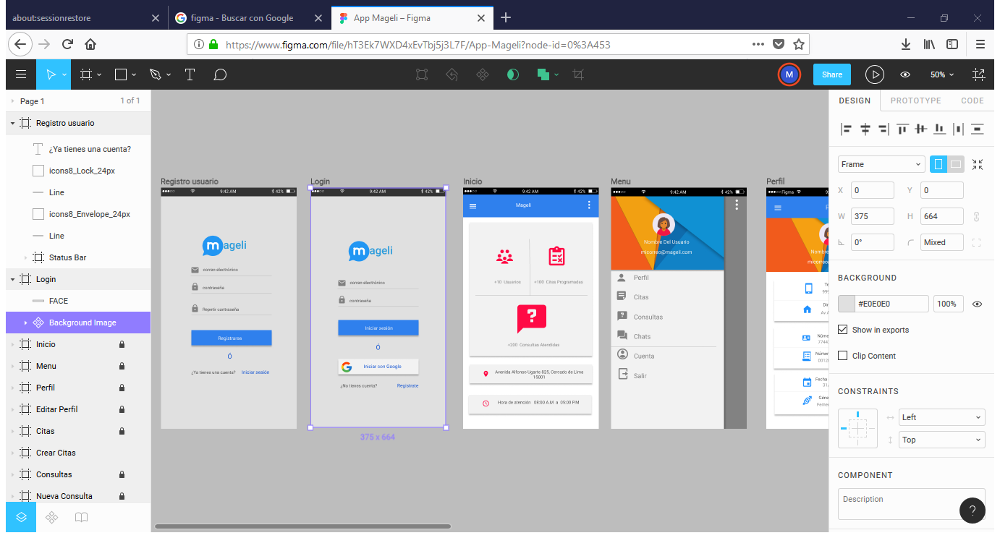 about:sessionrestore
figma - Buscar con Google
App Mageli – Figma
https://www.figma.com/file/hT3Ek7WXD4xEvTbj5j3L7F/App-Mageli?node-id=0%3A453
M
Share
50%
Page 1
1 of 1
Registro usuario
¿Ya tienes una cuenta?
icons8_Lock_24px
Line
icons8_Envelope_24px
Line
Status Bar
Login
FACE
Background Image
Inicio
Menu
Perfil
Editar Perfil
Citas
Crear Citas
Consultas
Nueva Consulta
Registro usuario
9:42 AM
42%
mageli
correo electrónico
contraseña
Repetir contraseña
Registrarse
Ó
¿Ya tienes una cuenta? Iniciar sesión
Login
9:42 AM
42%
mageli
correo electrónico
contraseña
Iniciar sesión
Ó
Iniciar con Google
¿No tienes cuenta? Registrate
375 x 664
Inicio
9:42 AM
42%
Mageli
+10 Usuarios
+100 Citas Programadas
+200 Consultas Atendidas
Avenida Alfonso Ugarte 825, Cercado de Lima
15001
Hora de atención 08:00 A.M a 05:00 P.M
Menu
9:42 AM
42%
Nombre Del Usuario
micorreo@mageli.com
Perfil
Citas
Consultas
Chats
Cuenta
Salir
Perfil
Figma
9:42 AM
Nombre
micorreo
Núme
7744
Núme
Fecha
31/
Géne
Feme
DESIGN
PROTOTYPE
CODE
Frame
X 0
Y 0
W 375
H 664
0°
Mixed
BACKGROUND
#E0E0E0
100%
Show in exports
Clip Content
CONSTRAINTS
Left
Top
COMPONENT
Description
?